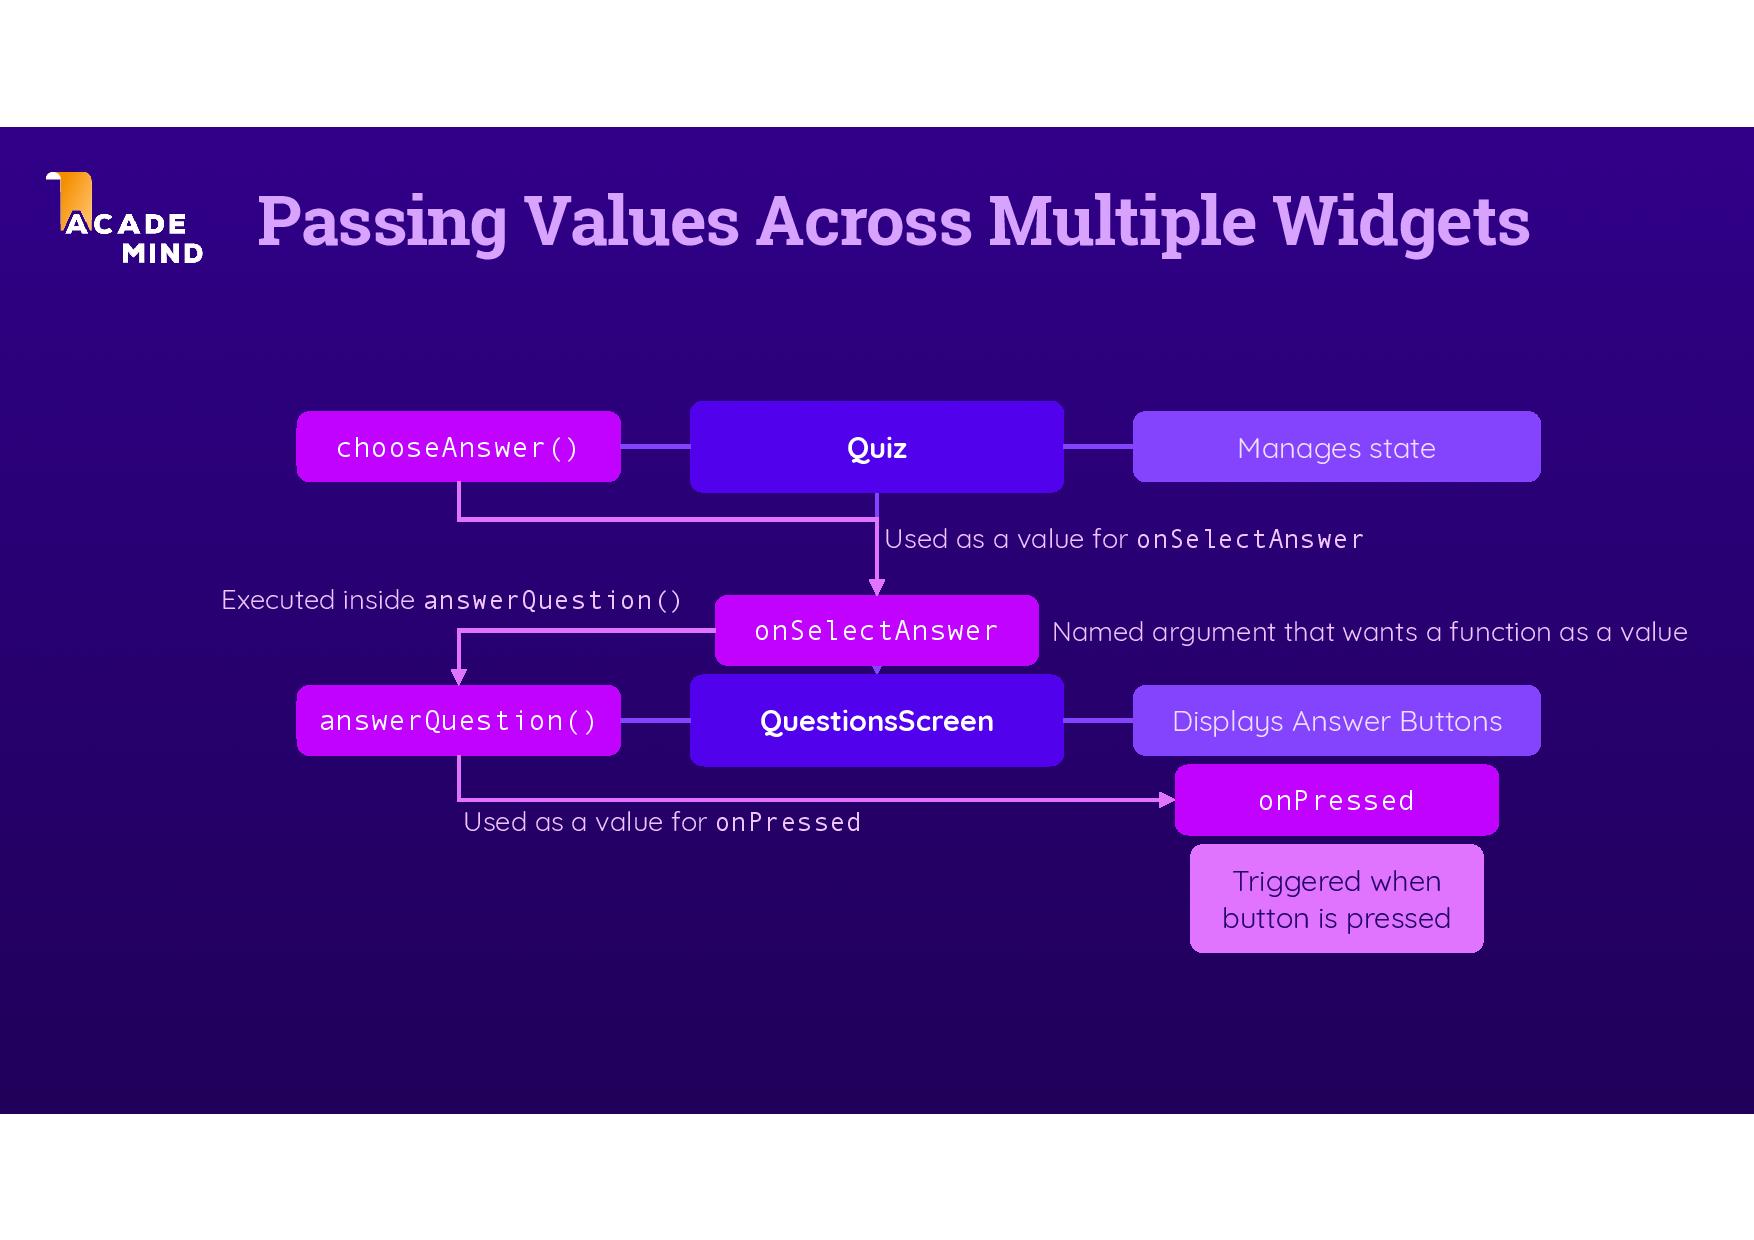 ACADE
MIND
Passing Values Across Multiple Widgets
chooseAnswer()
Quiz
Manages state
Used as a value for onSelectAnswer
Executed inside answerQuestion()
onSelectAnswer
Named argument that wants a function as a value
answerQuestion()
QuestionsScreen
Displays Answer Buttons
onPressed
Used as a value for onPressed
Triggered when
button is pressed